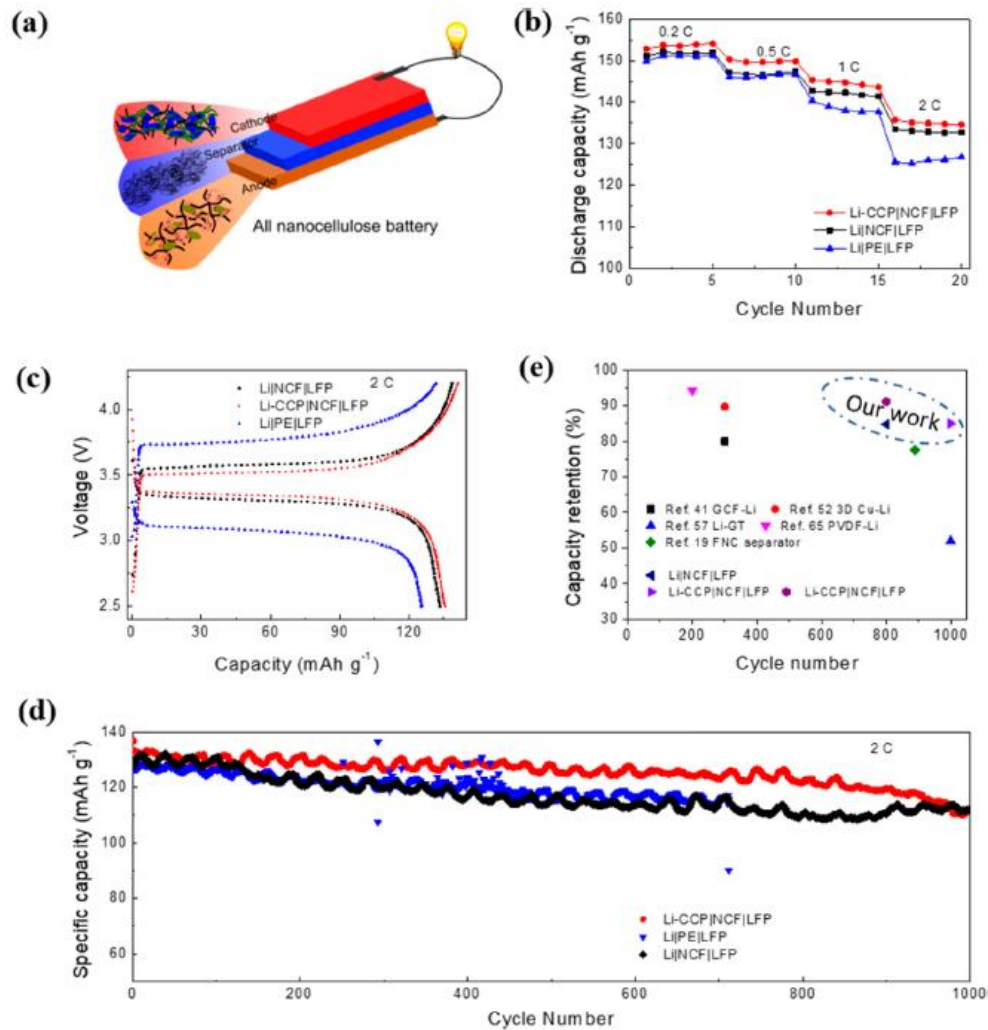 (a)
Cathode
Separator
Anode
All nanocellulose battery
(b)
Discharge capacity (mAh g⁻¹)
160
150
140
130
120
110
100
0.2 C
0.5 C
1 C
2 C
Li-CCP|NCF|LFP
Li|NCF|LFP
Li|PE|LFP
0 5 10 15 20
Cycle Number
(c)
Voltage (V)
4.0
3.5
3.0
2.5
Li|NCF|LFP
Li-CCP|NCF|LFP
Li|PE|LFP
2 C
0 30 60 90 120
Capacity (mAh g⁻¹)
(e)
Capacity retention (%)
100
95
90
80
70
60
50
40
30
Our work
Ref. 41 GCF-Li Ref. 52 3D Cu-Li
Ref. 57 Li-GT Ref. 65 PVDF-Li
Ref. 19 FNC separator
Li|NCF|LFP
Li-CCP|NCF|LFP Li-CCP|NCF|LFP
0 200 400 600 800 1000
Cycle number
(d)
Specific capacity (mAh g⁻¹)
140
120
100
80
60
2 C
Li-CCP|NCF|LFP
Li|PE|LFP
Li|NCF|LFP
0 200 400 600 800 1000
Cycle Number